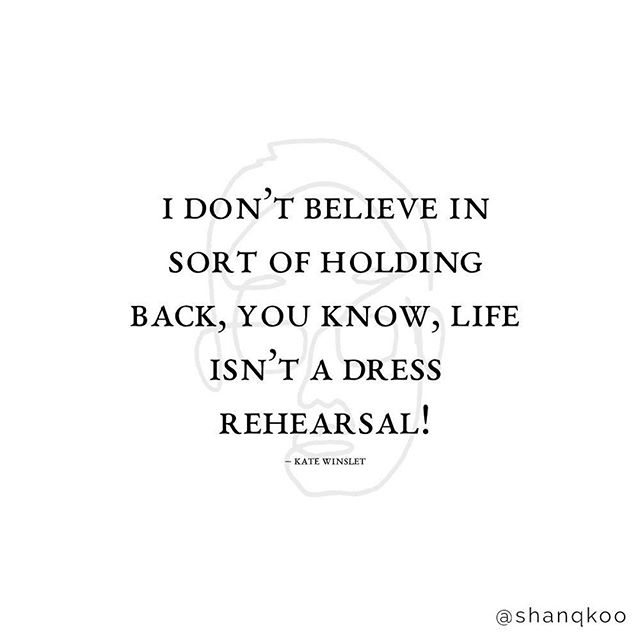 I DON'T BELIEVE IN
SORT OF HOLDING
BACK, YOU KNOW, LIFE
ISN'T A DRESS
REHEARSAL!
– KATE WINSLET
@shanqkoo